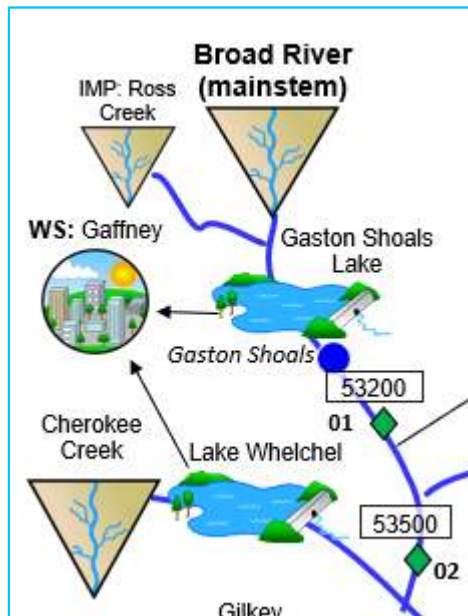 Broad River
(mainstem)
IMP: Ross
Creek
WS: Gaffney
Gaston Shoals
Lake
Gaston Shoals
53200
01
Cherokee
Creek
Lake Whelchel
53500
02
Gilkey